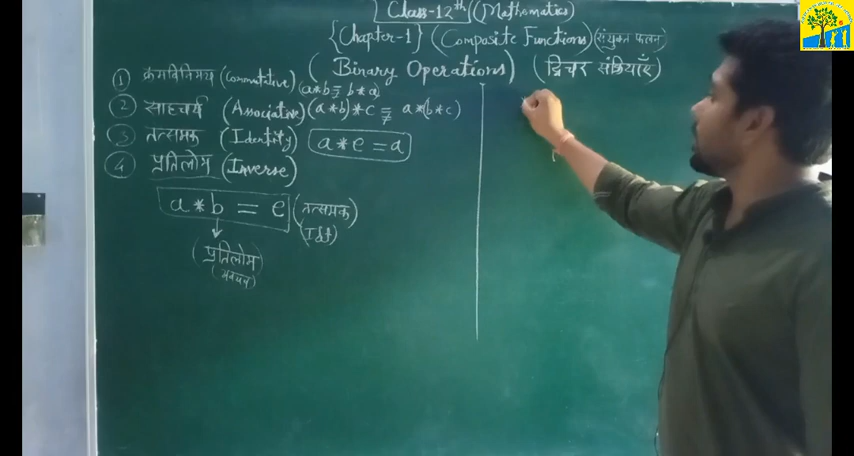 Class-12th (Mathematics)
{Chapter-1} (Composite Functions) (संयुक्त फलन)
(Binary Operations) (द्विचर संक्रियाएँ)
① क्रमविनिमय (Commutative) (a*b = b*a)
② साहचर्य (Associative) (a*b)*c = ≠ a*(b*c)
③ तत्समक (Identity) a*e = a
④ प्रतिलोम (Inverse)
a*b = e (तत्समक)
(प्रतिलोम)